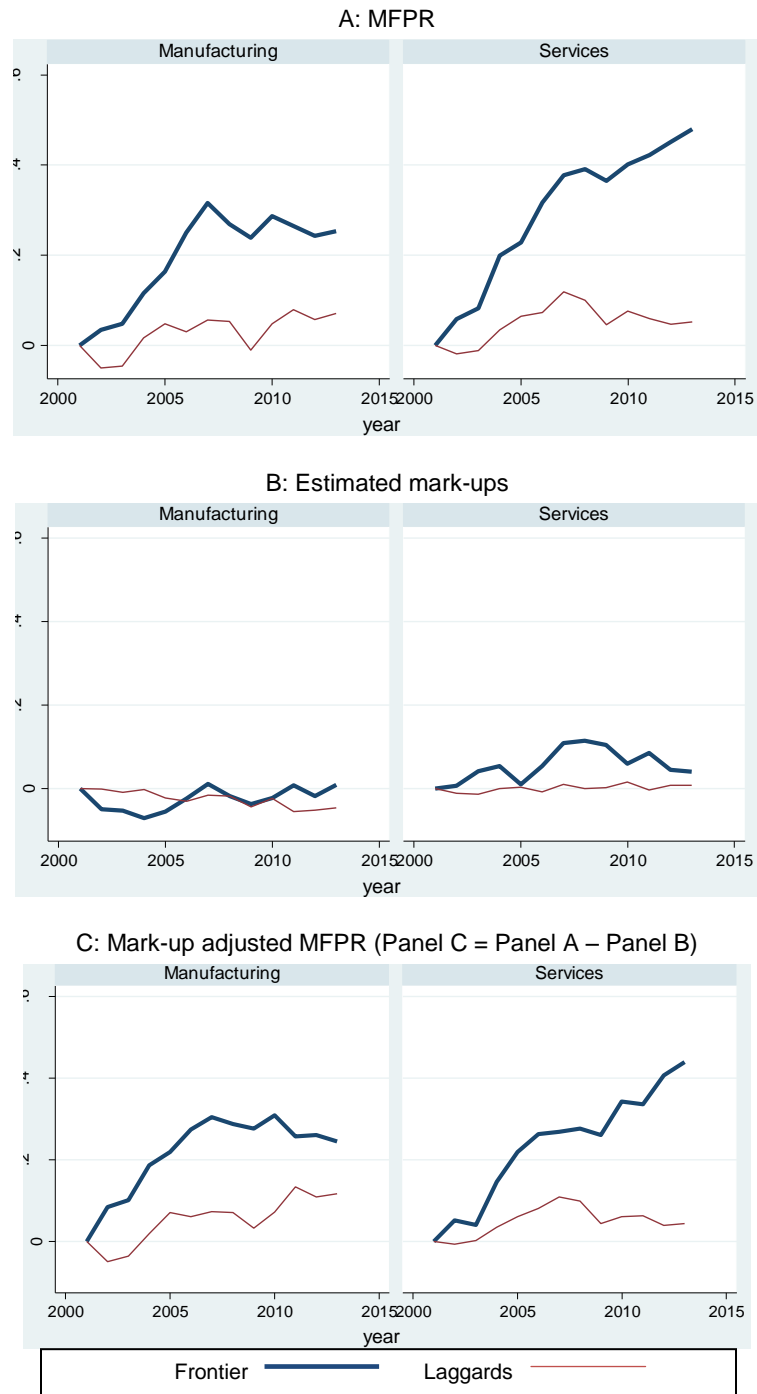 A: MFPR
Manufacturing Services
.6
.4
.2
0
2000 2005 2010 2015 2000 2005 2010 2015
year
B: Estimated mark-ups
Manufacturing Services
.6
.4
.2
0
2000 2005 2010 2015 2000 2005 2010 2015
year
C: Mark-up adjusted MFPR (Panel C = Panel A – Panel B)
Manufacturing Services
.6
.4
.2
0
2000 2005 2010 2015 2000 2005 2010 2015
year
Frontier Laggards